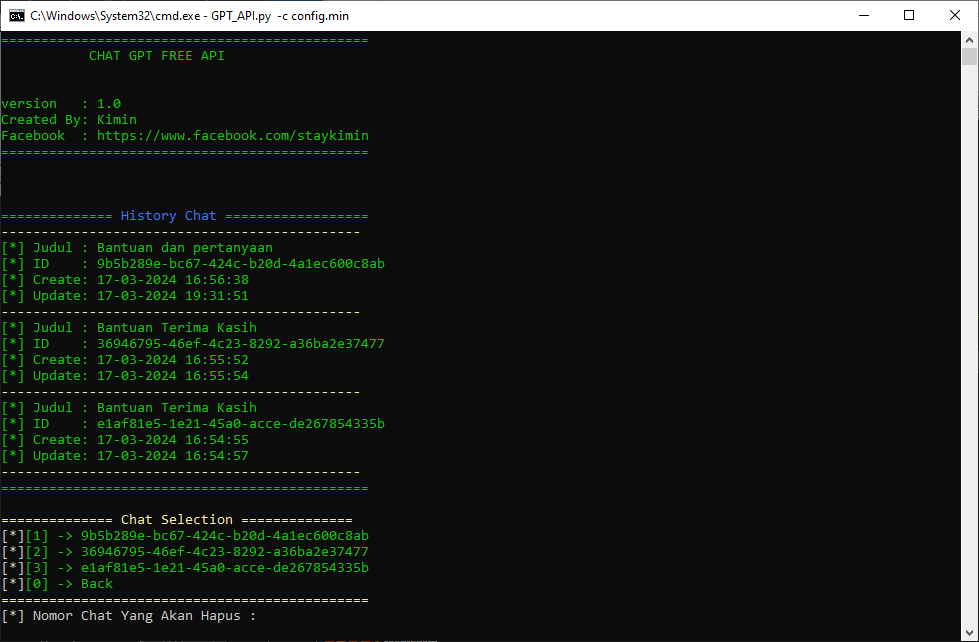 C:\Windows\System32\cmd.exe - GPT_API.py -c config.min
==============================================
CHAT GPT FREE API
version : 1.0
Created By: Kimin
Facebook : https://www.facebook.com/staykimin
==============================================
============== History Chat ==================
---------------------------------------------
[*] Judul : Bantuan dan pertanyaan
[*] ID : 9b5b289e-bc67-424c-b20d-4a1ec600c8ab
[*] Create: 17-03-2024 16:56:38
[*] Update: 17-03-2024 19:31:51
---------------------------------------------
[*] Judul : Bantuan Terima Kasih
[*] ID : 36946795-46ef-4c23-8292-a36ba2e37477
[*] Create: 17-03-2024 16:55:52
[*] Update: 17-03-2024 16:55:54
---------------------------------------------
[*] Judul : Bantuan Terima Kasih
[*] ID : e1af81e5-1e21-45a0-acce-de267854335b
[*] Create: 17-03-2024 16:54:55
[*] Update: 17-03-2024 16:54:57
---------------------------------------------
==============================================
============== Chat Selection ==============
[*][1] -> 9b5b289e-bc67-424c-b20d-4a1ec600c8ab
[*][2] -> 36946795-46ef-4c23-8292-a36ba2e37477
[*][3] -> e1af81e5-1e21-45a0-acce-de267854335b
[*][0] -> Back
==============================================
[*] Nomor Chat Yang Akan Hapus :